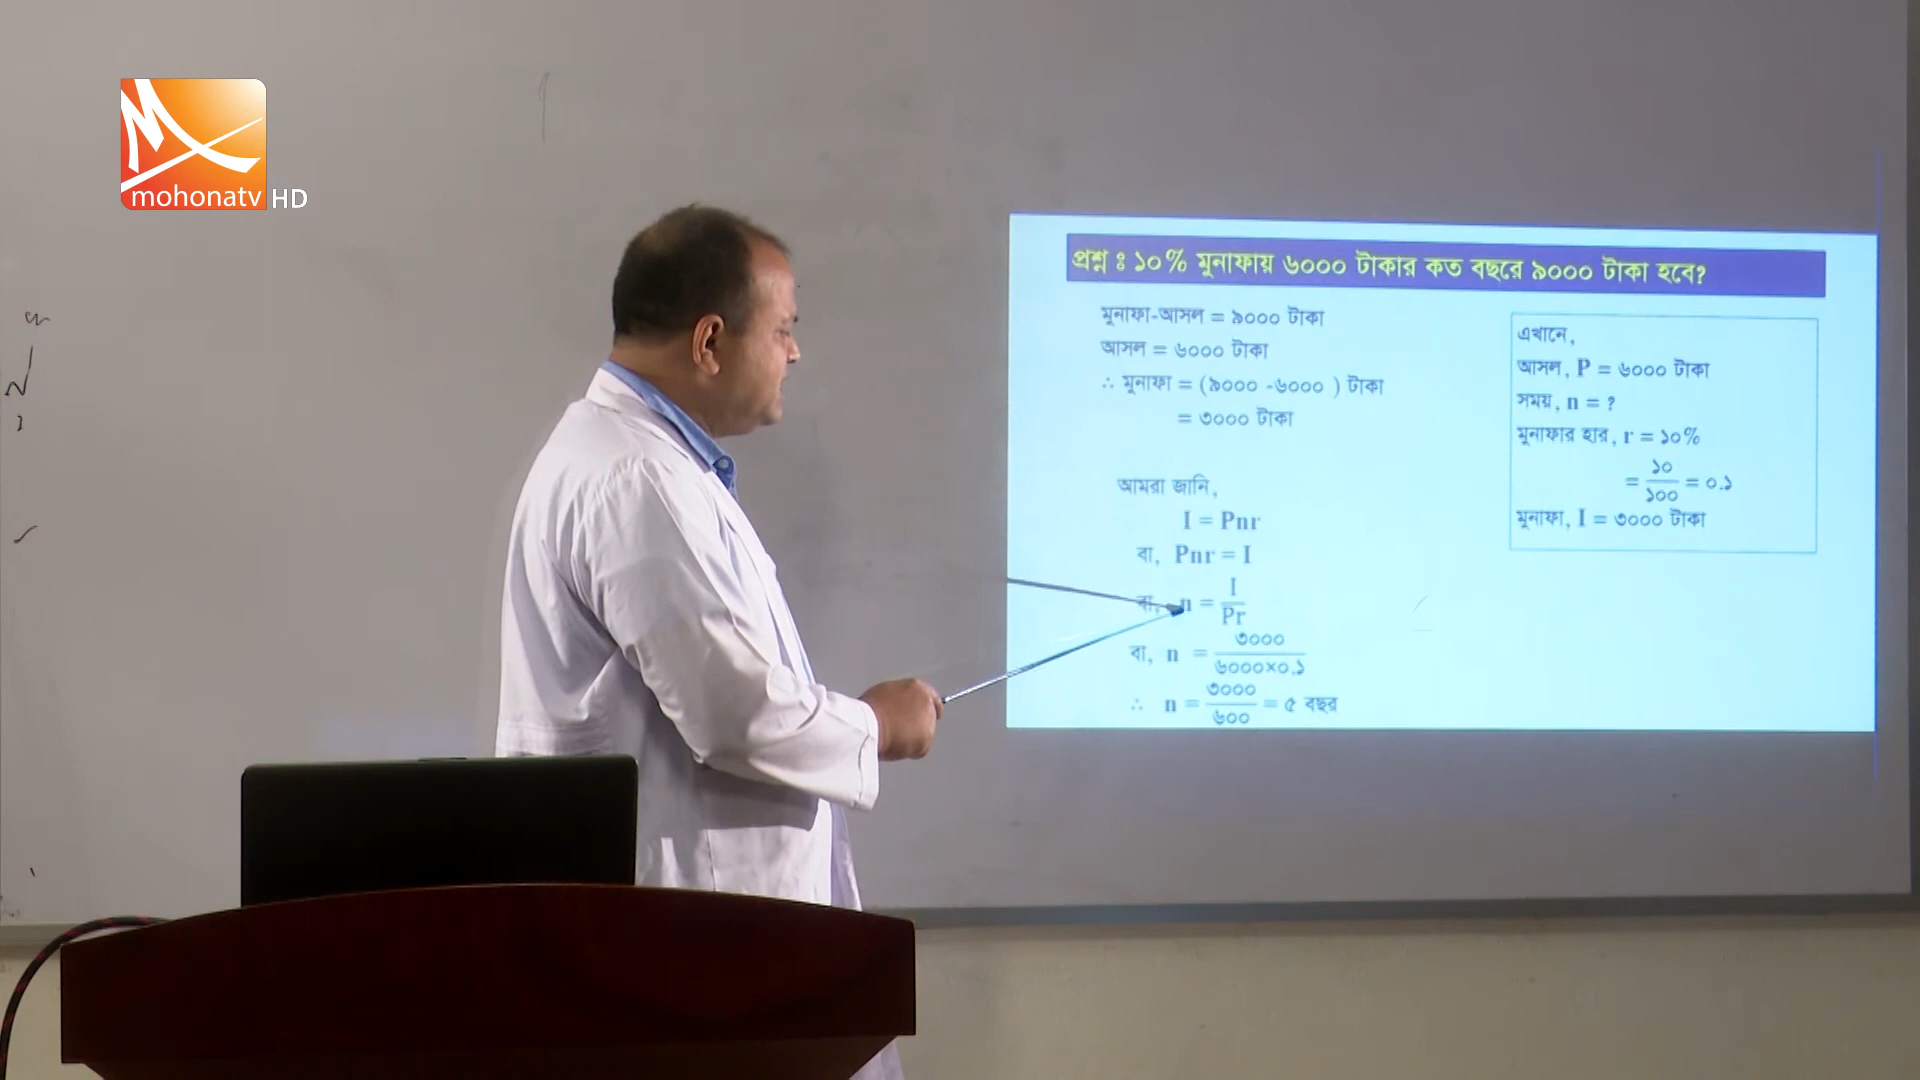 mohonatv HD
প্রশ্ন ঃ ১০% মুনাফায় ৬০০০ টাকার কত বছরে ৯০০০ টাকা হবে?
মুনাফা-আসল = ৯০০০ টাকা
আসল = ৬০০০ টাকা
∴ মুনাফা = (৯০০০ -৬০০০ ) টাকা
= ৩০০০ টাকা
আমরা জানি,
I = Pnr
বা, Pnr = I
বা, n = I/Pr
বা, n = ৩০০০/৬০০০×০.১
∴ n = ৩০০০/৬০০ = ৫ বছর
এখানে,
আসল, P = ৬০০০ টাকা
সময়, n = ?
মুনাফার হার, r = ১০%
= ১০/১০০ = ০.১
মুনাফা, I = ৩০০০ টাকা